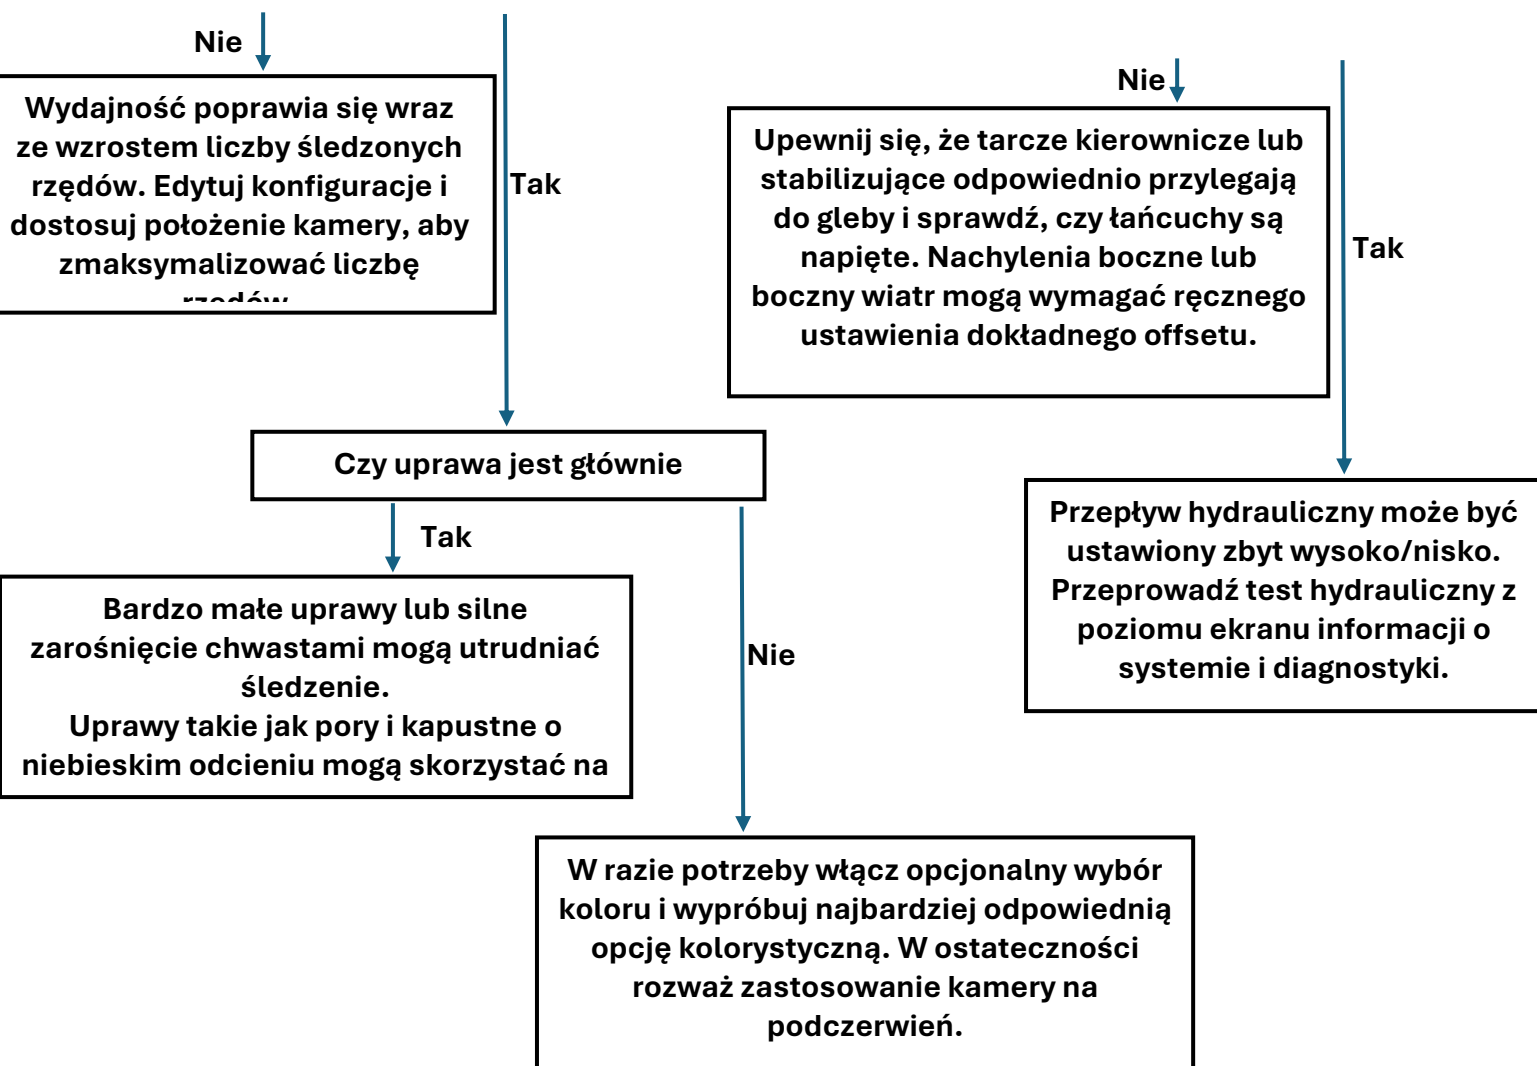 Nie
Wydajność poprawia się wraz
ze wzrostem liczby śledzonych
rzędów. Edytuj konfiguracje i
dostosuj położenie kamery, aby
zmaksymalizować liczbę
rzędów
Tak
Nie
Upewnij się, że tarcze kierownicze lub
stabilizujące odpowiednio przylegają
do gleby i sprawdź, czy łańcuchy są
napięte. Nachylenia boczne lub
boczny wiatr mogą wymagać ręcznego
ustawienia dokładnego offsetu.
Tak
Czy uprawa jest głównie
Tak
Bardzo małe uprawy lub silne
zarośnięcie chwastami mogą utrudniać
śledzenie.
Uprawy takie jak pory i kapustne o
niebieskim odcieniu mogą skorzystać na
Nie
Przepływ hydrauliczny może być
ustawiony zbyt wysoko/nisko.
Przeprowadź test hydrauliczny z
poziomu ekranu informacji o
systemie i diagnostyki.
W razie potrzeby włącz opcjonalny wybór
koloru i wypróbuj najbardziej odpowiednią
opcję kolorystyczną. W ostateczności
rozważ zastosowanie kamery na
podczerwień.